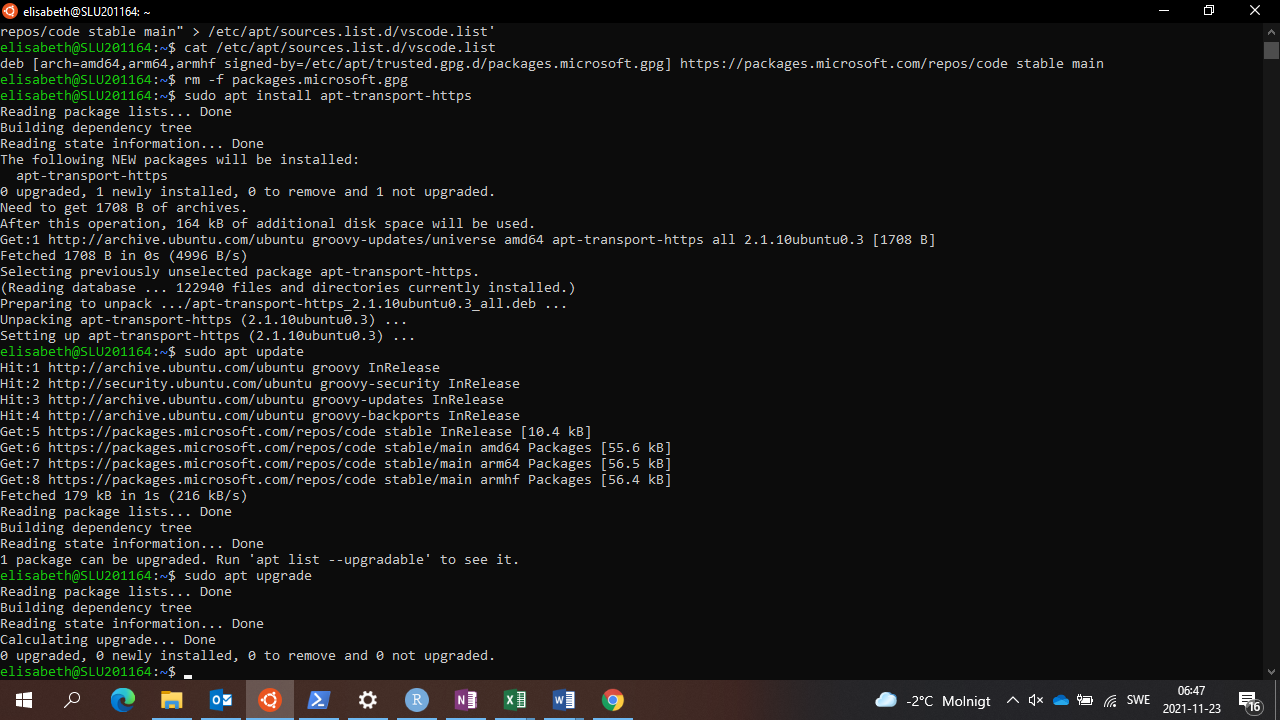 elisabeth@SLU201164: ~
repos/code stable main" > /etc/apt/sources.list.d/vscode.list'
elisabeth@SLU201164:~$ cat /etc/apt/sources.list.d/vscode.list
deb [arch=amd64,arm64,armhf signed-by=/etc/apt/trusted.gpg.d/packages.microsoft.gpg] https://packages.microsoft.com/repos/code stable main
elisabeth@SLU201164:~$ rm -f packages.microsoft.gpg
elisabeth@SLU201164:~$ sudo apt install apt-transport-https
Reading package lists... Done
Building dependency tree
Reading state information... Done
The following NEW packages will be installed:
  apt-transport-https
0 upgraded, 1 newly installed, 0 to remove and 1 not upgraded.
Need to get 1708 B of archives.
After this operation, 164 kB of additional disk space will be used.
Get:1 http://archive.ubuntu.com/ubuntu groovy-updates/universe amd64 apt-transport-https all 2.1.10ubuntu0.3 [1708 B]
Fetched 1708 B in 0s (4996 B/s)
Selecting previously unselected package apt-transport-https.
(Reading database ... 122940 files and directories currently installed.)
Preparing to unpack .../apt-transport-https_2.1.10ubuntu0.3_all.deb ...
Unpacking apt-transport-https (2.1.10ubuntu0.3) ...
Setting up apt-transport-https (2.1.10ubuntu0.3) ...
elisabeth@SLU201164:~$ sudo apt update
Hit:1 http://archive.ubuntu.com/ubuntu groovy InRelease
Hit:2 http://security.ubuntu.com/ubuntu groovy-security InRelease
Hit:3 http://archive.ubuntu.com/ubuntu groovy-updates InRelease
Hit:4 http://archive.ubuntu.com/ubuntu groovy-backports InRelease
Get:5 https://packages.microsoft.com/repos/code stable InRelease [10.4 kB]
Get:6 https://packages.microsoft.com/repos/code stable/main amd64 Packages [55.6 kB]
Get:7 https://packages.microsoft.com/repos/code stable/main arm64 Packages [56.5 kB]
Get:8 https://packages.microsoft.com/repos/code stable/main armhf Packages [56.4 kB]
Fetched 179 kB in 1s (216 kB/s)
Reading package lists... Done
Building dependency tree
Reading state information... Done
1 package can be upgraded. Run 'apt list --upgradable' to see it.
elisabeth@SLU201164:~$ sudo apt upgrade
Reading package lists... Done
Building dependency tree
Reading state information... Done
Calculating upgrade... Done
0 upgraded, 0 newly installed, 0 to remove and 0 not upgraded.
elisabeth@SLU201164:~$
-2°C Molnigt SWE 06:47
2021-11-23 16